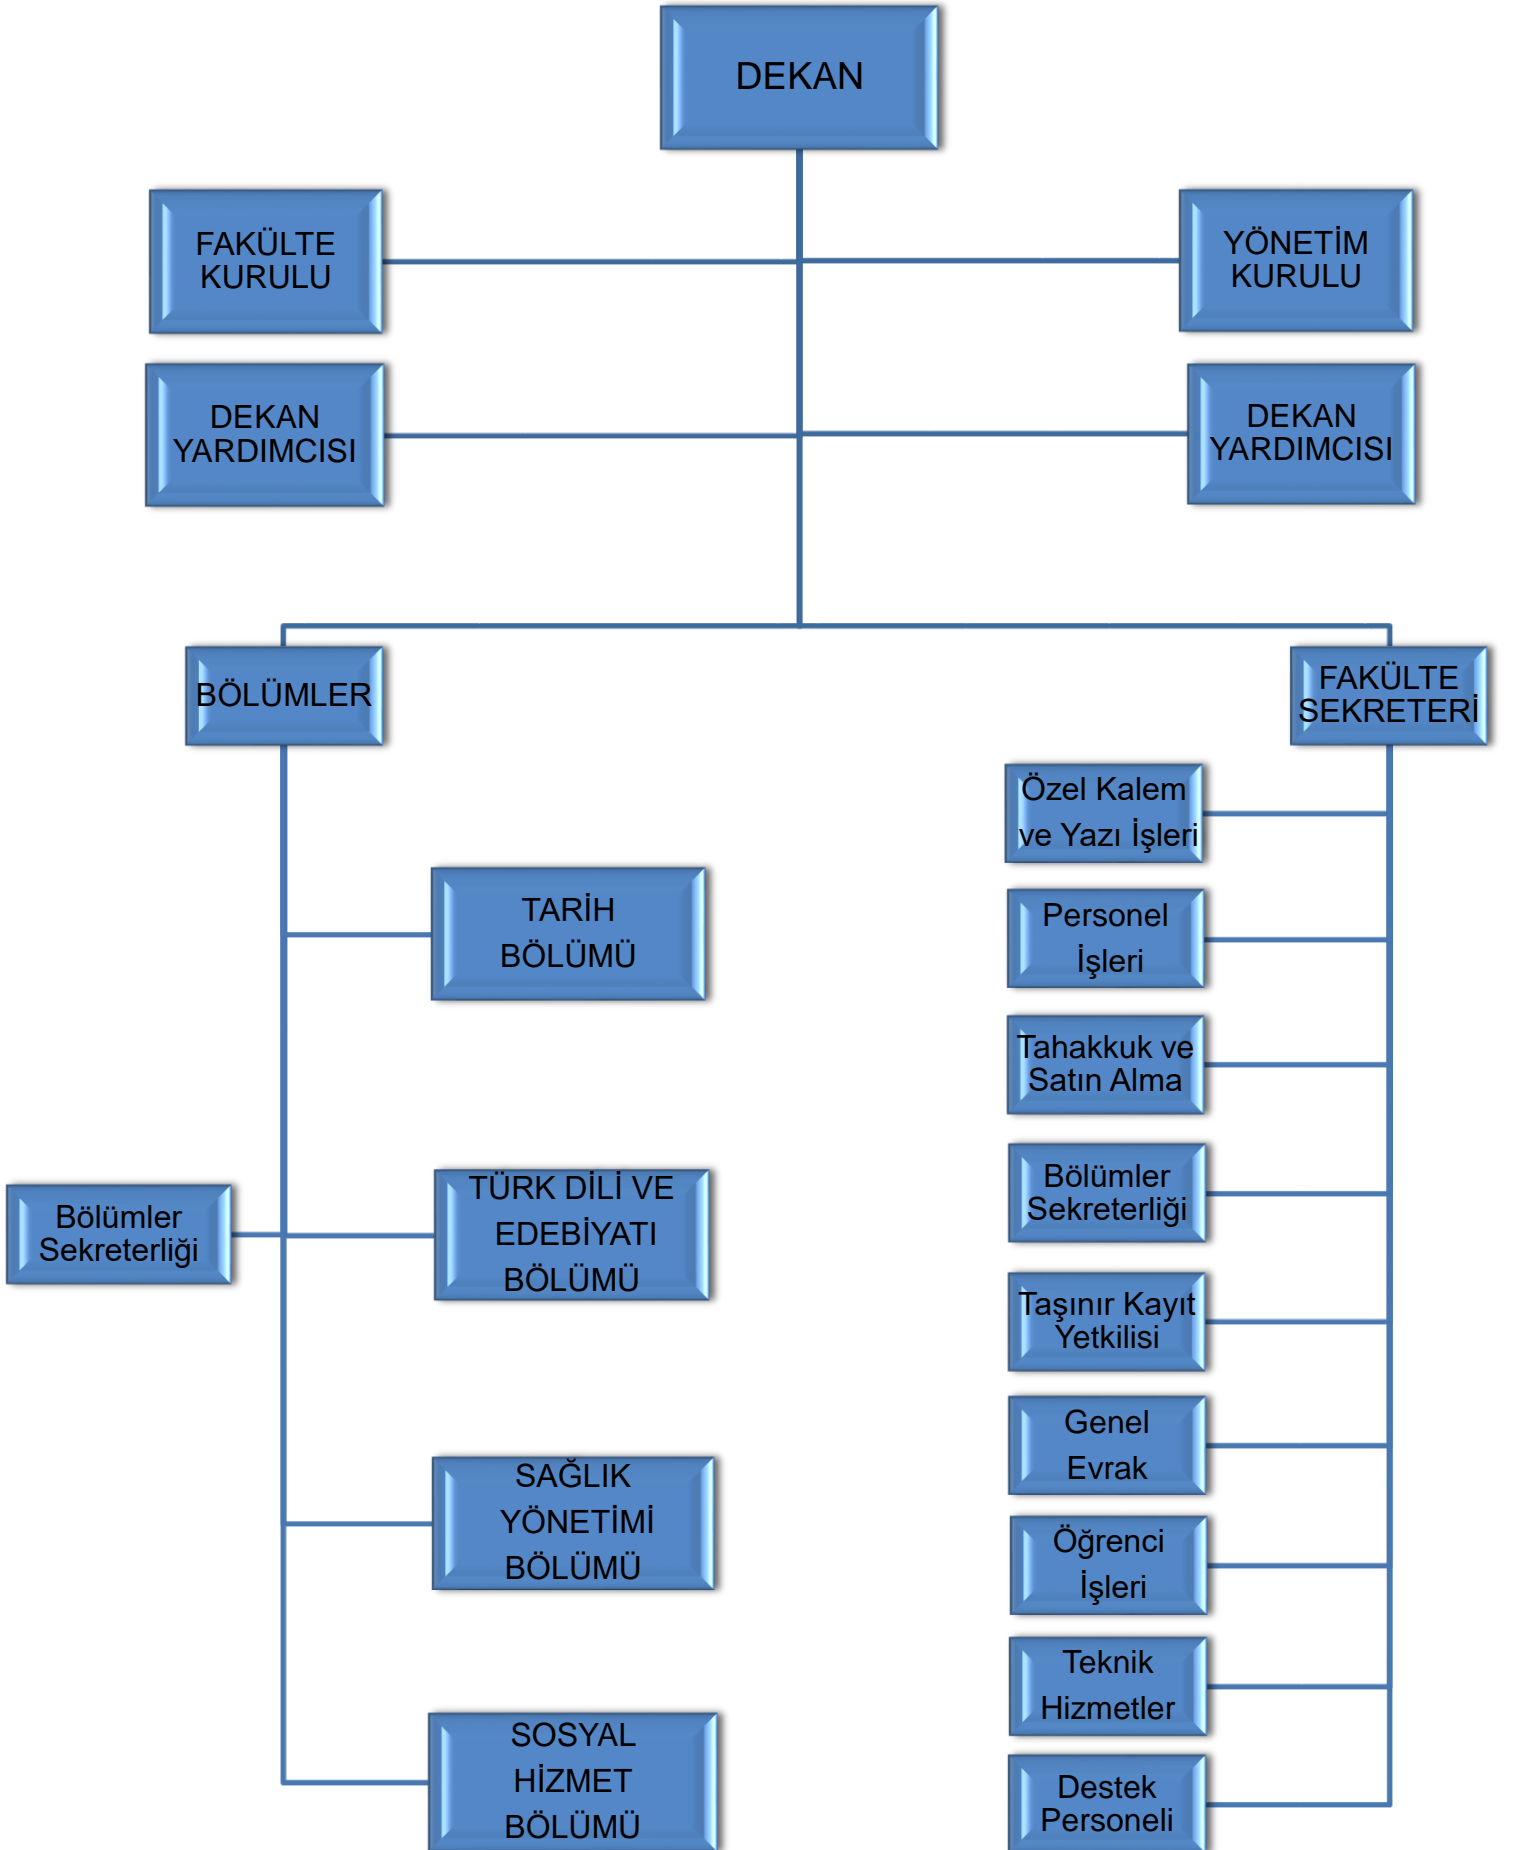 DEKAN
FAKÜLTE
KURULU
YÖNETİM
KURULU
DEKAN
YARDIMCISI
DEKAN
YARDIMCISI
BÖLÜMLER
FAKÜLTE
SEKRETERİ
TARİH
BÖLÜMÜ
Bölümler
Sekreterliği
TÜRK DİLİ VE
EDEBİYATI
BÖLÜMÜ
SAĞLIK
YÖNETİMİ
BÖLÜMÜ
SOSYAL
HİZMET
BÖLÜMÜ
Özel Kalem
ve Yazı İşleri
Personel
İşleri
Tahakkuk ve
Satın Alma
Bölümler
Sekreterliği
Taşınır Kayıt
Yetkilisi
Genel
Evrak
Öğrenci
İşleri
Teknik
Hizmetler
Destek
Personeli